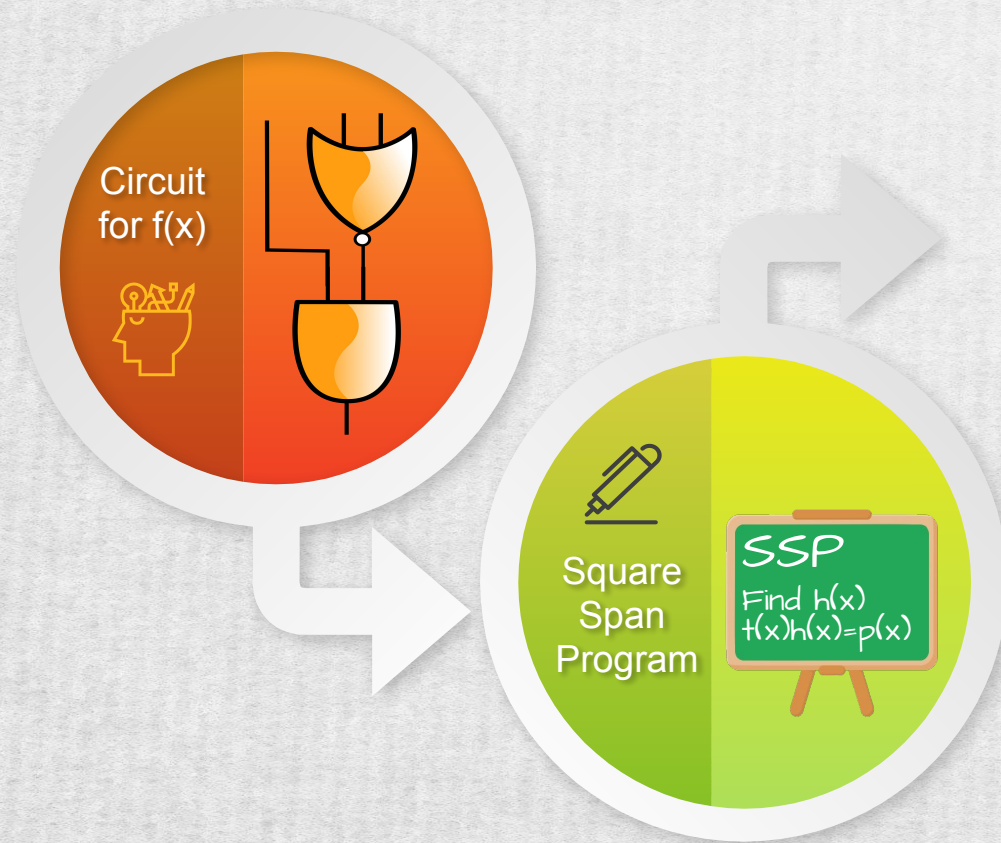 Circuit
for f(x)
Square
Span
Program
SSP
Find h(x)
t(x)h(x)=p(x)